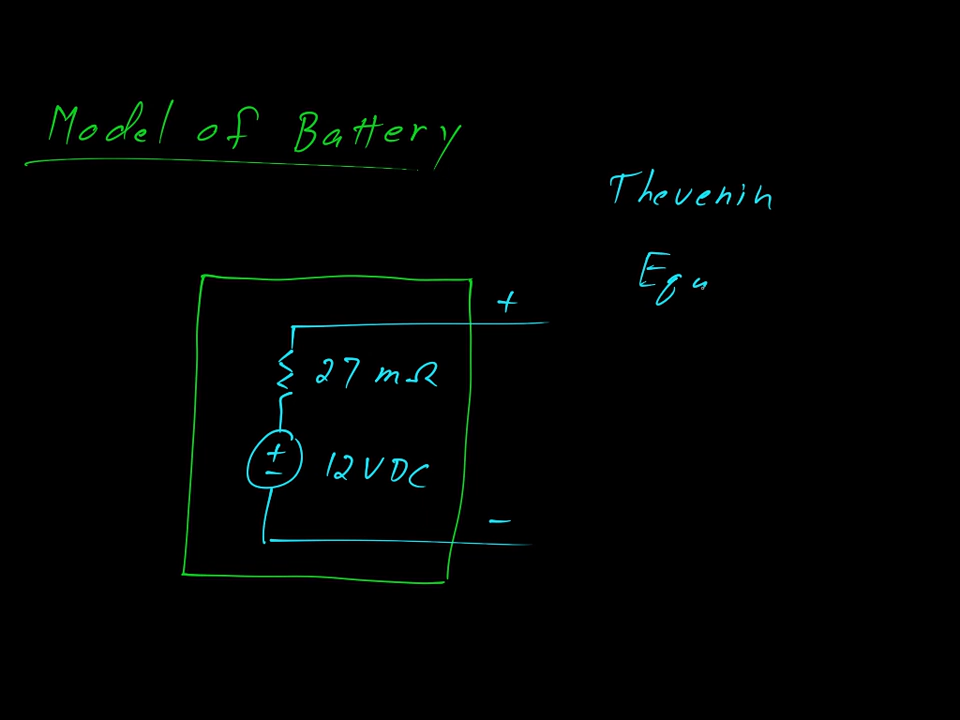 Model of Battery
Thevenin
Equ
+
27 mΩ
+
-
12VDC
-